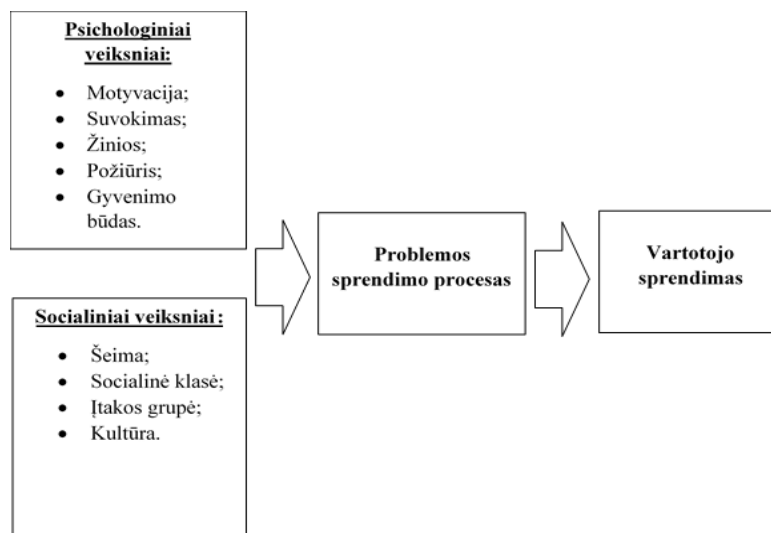 Psichologiniai
veiksniai:
• Motyvacija;
• Suvokimas;
• Žinios;
• Požiūris;
• Gyvenimo
būdas.
Socialiniai veiksniai:
• Šeima;
• Socialinė klasė;
• Įtakos grupė;
• Kultūra.
Problemos
sprendimo procesas
Vartotojo
sprendimas